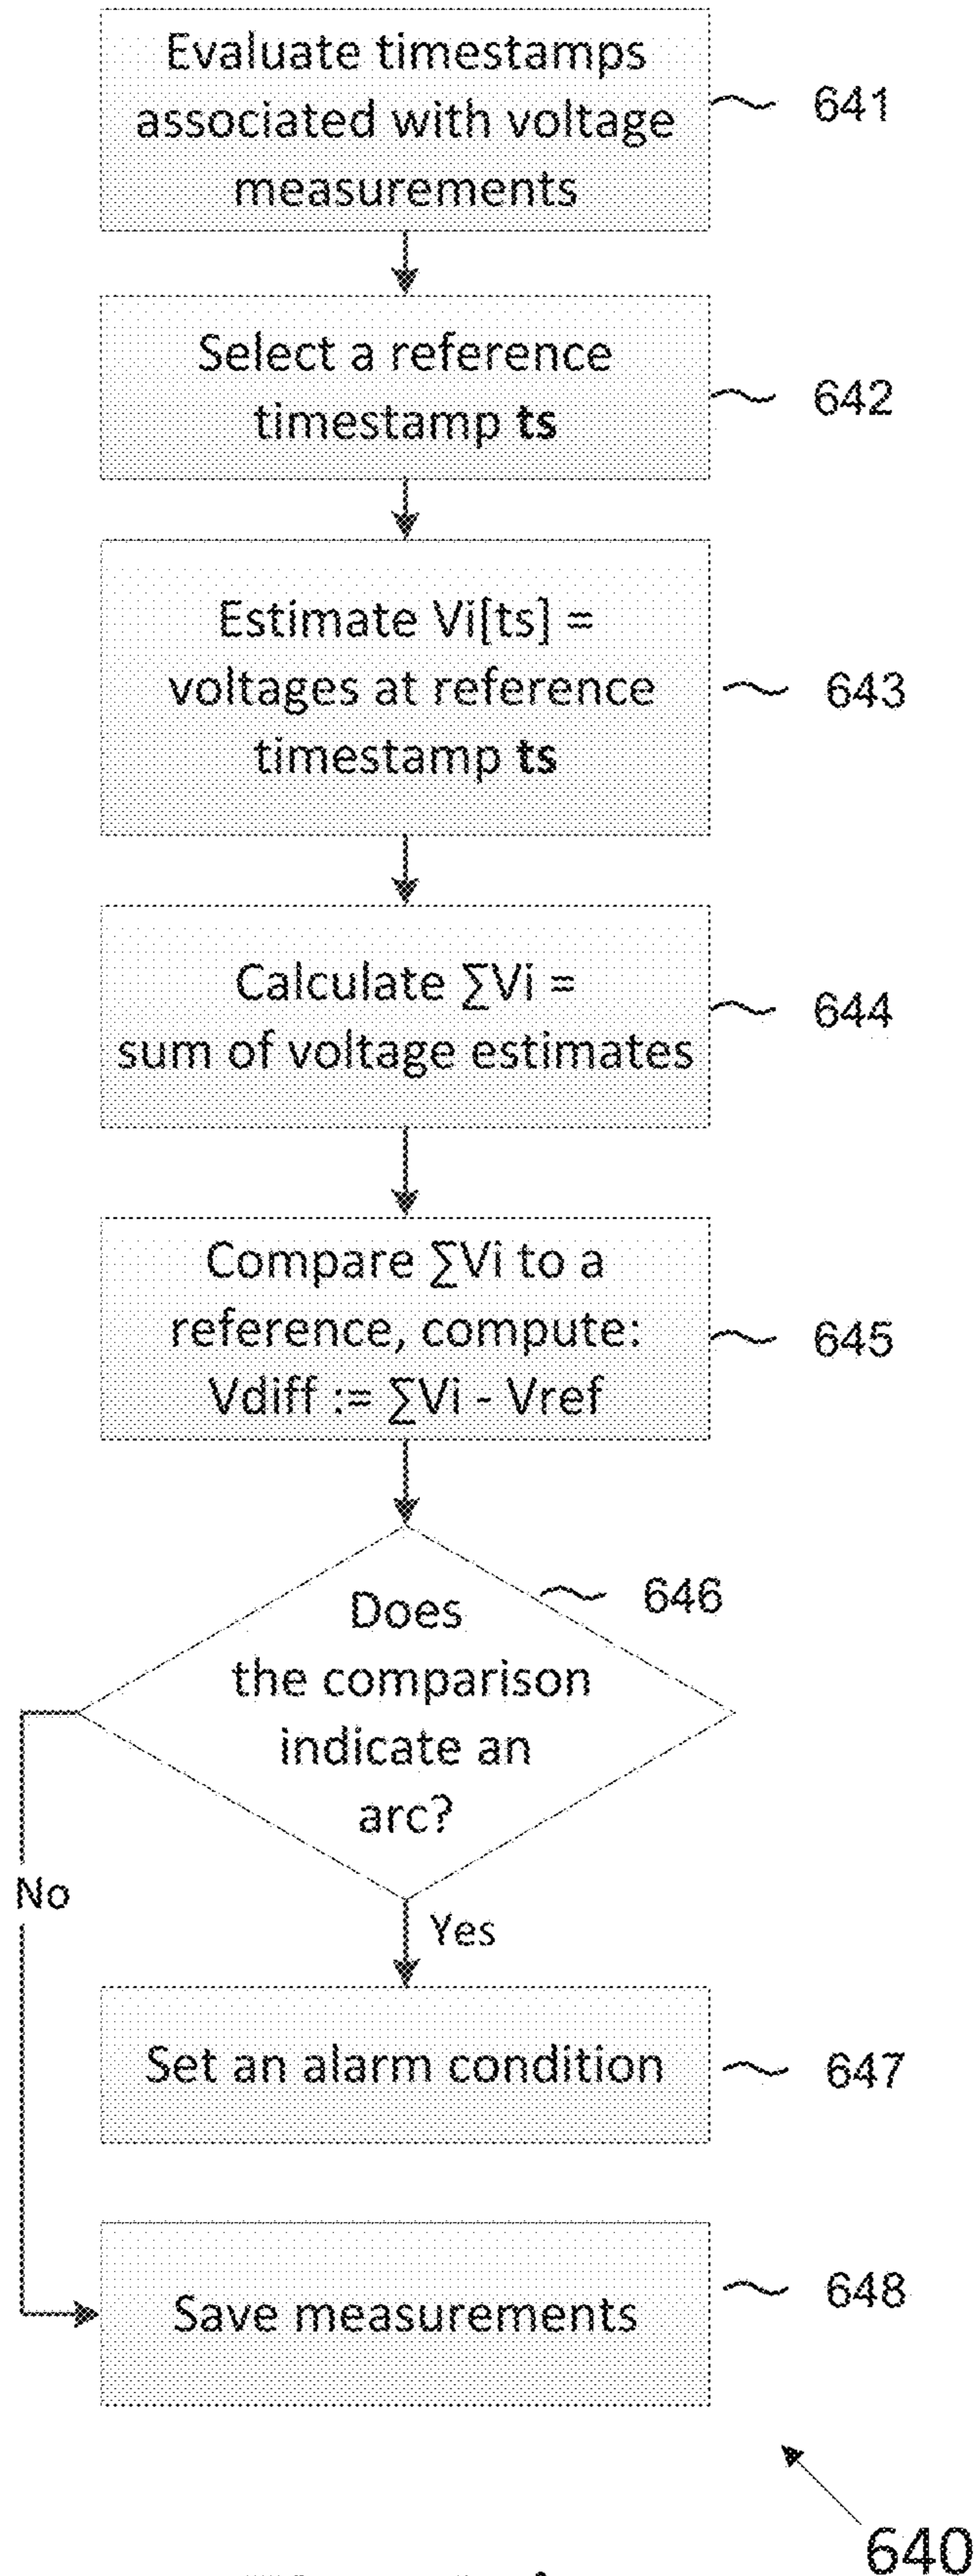 Evaluate timestamps
associated with voltage
measurements
641
Select a reference
timestamp ts
642
Estimate Vi[ts] =
voltages at reference
timestamp ts
643
Calculate ∑Vi =
sum of voltage estimates
644
Compare ∑Vi to a
reference, compute:
Vdiff := ∑Vi - Vref
645
646
Does
the comparison
indicate an
arc?
No
Yes
Set an alarm condition
647
648
Save measurements
640